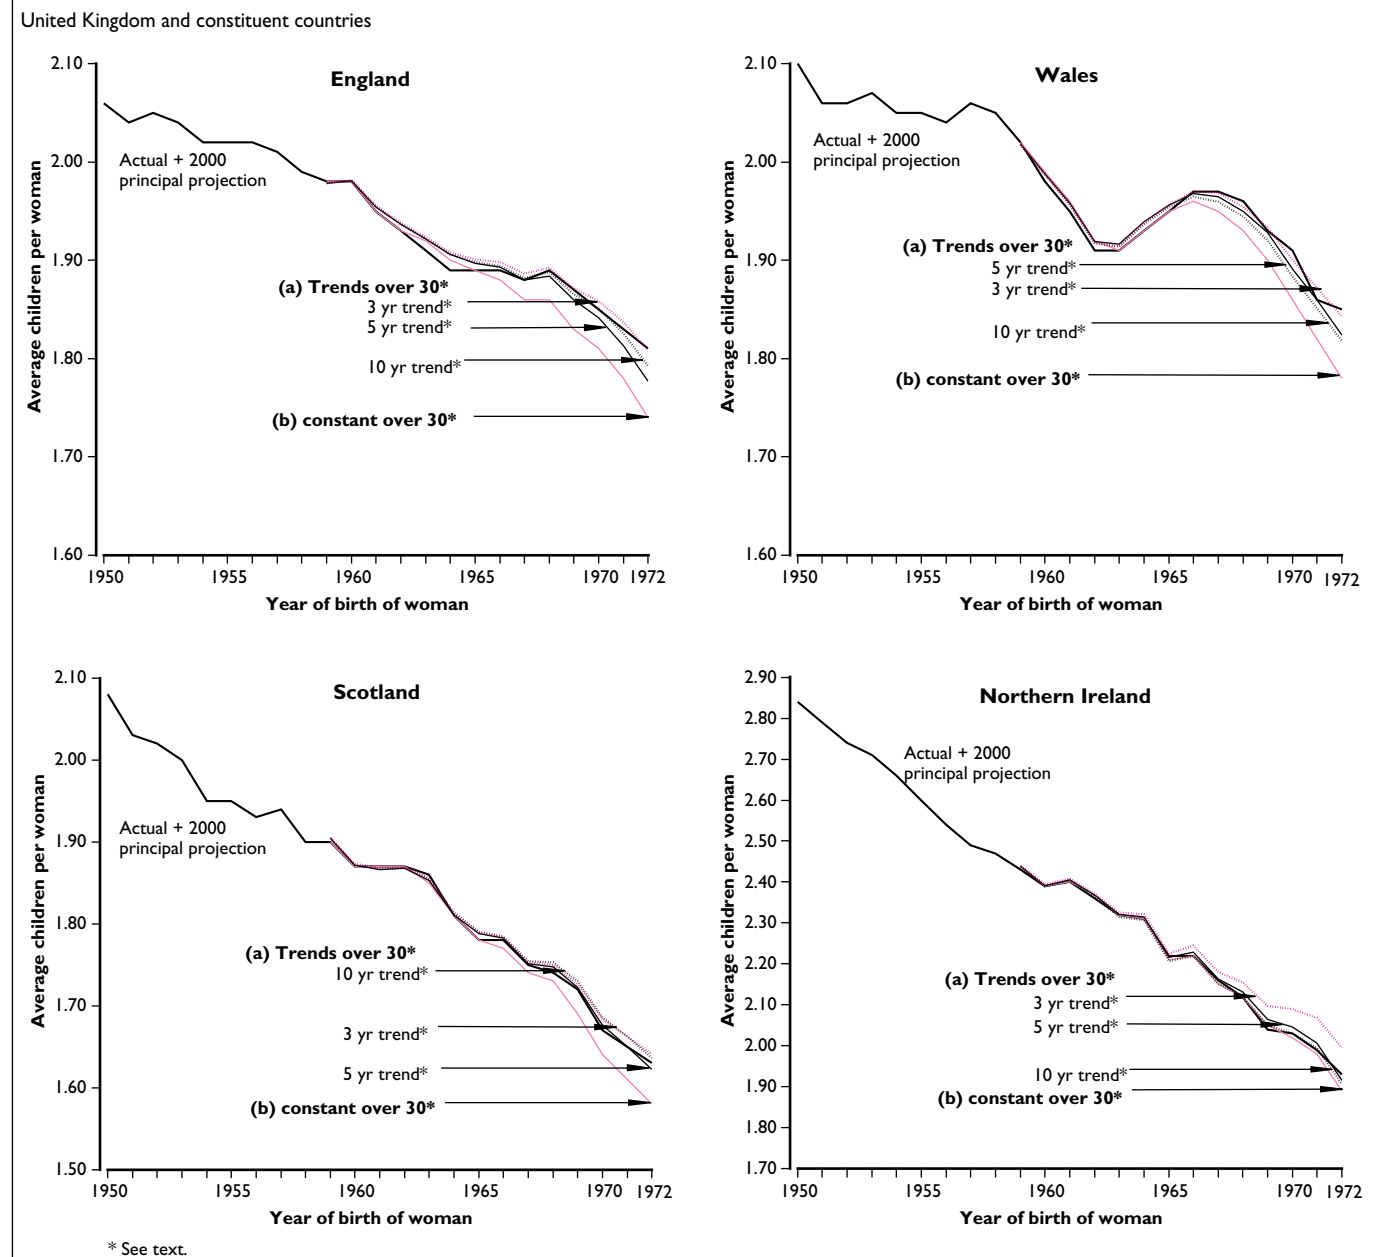 United Kingdom and constituent countries
England
Average children per woman
2.10
2.00
1.90
1.80
1.70
1.60
Actual + 2000
principal projection
(a) Trends over 30*
3 yr trend*
5 yr trend*
10 yr trend*
(b) constant over 30*
1950 1955 1960 1965 1970 1972
Year of birth of woman
Wales
Average children per woman
2.10
2.00
1.90
1.80
1.70
1.60
Actual + 2000
principal projection
(a) Trends over 30*
5 yr trend*
3 yr trend*
10 yr trend*
(b) constant over 30*
1950 1955 1960 1965 1970 1972
Year of birth of woman
Scotland
Average children per woman
2.10
2.00
1.90
1.80
1.70
1.60
1.50
Actual + 2000
principal projection
(a) Trends over 30*
10 yr trend*
3 yr trend*
5 yr trend*
(b) constant over 30*
1950 1955 1960 1965 1970 1972
Year of birth of woman
Northern Ireland
Average children per woman
2.90
2.80
2.70
2.60
2.50
2.40
2.30
2.20
2.10
2.00
1.90
1.80
1.70
Actual + 2000
principal projection
(a) Trends over 30*
3 yr trend*
5 yr trend*
10 yr trend*
(b) constant over 30*
1950 1955 1960 1965 1970 1972
Year of birth of woman
* See text.